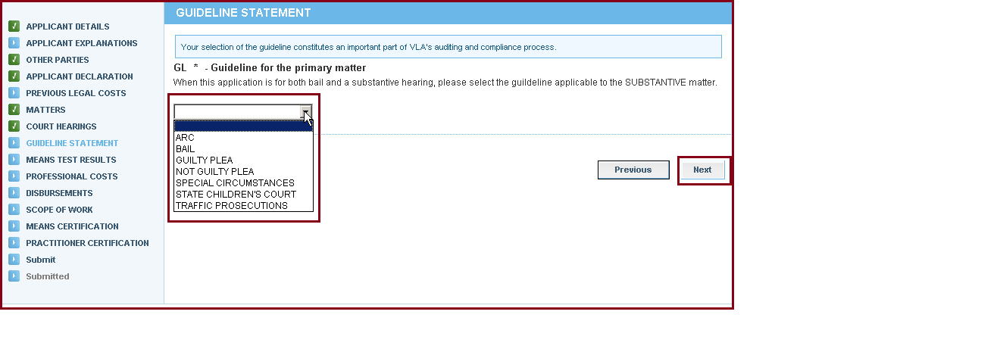 APPLICANT DETAILS
APPLICANT EXPLANATIONS
OTHER PARTIES
APPLICANT DECLARATION
PREVIOUS LEGAL COSTS
MATTERS
COURT HEARINGS
GUIDELINE STATEMENT
MEANS TEST RESULTS
PROFESSIONAL COSTS
DISBURSEMENTS
SCOPE OF WORK
MEANS CERTIFICATION
PRACTITIONER CERTIFICATION
Submit
Submitted
GUIDELINE STATEMENT
Your selection of the guideline constitutes an important part of VLA's auditing and compliance process.
GL * - Guideline for the primary matter
When this application is for both bail and a substantive hearing, please select the guildeline applicable to the SUBSTANTIVE matter.
ARC
BAIL
GUILTY PLEA
NOT GUILTY PLEA
SPECIAL CIRCUMSTANCES
STATE CHILDREN'S COURT
TRAFFIC PROSECUTIONS
Previous Next